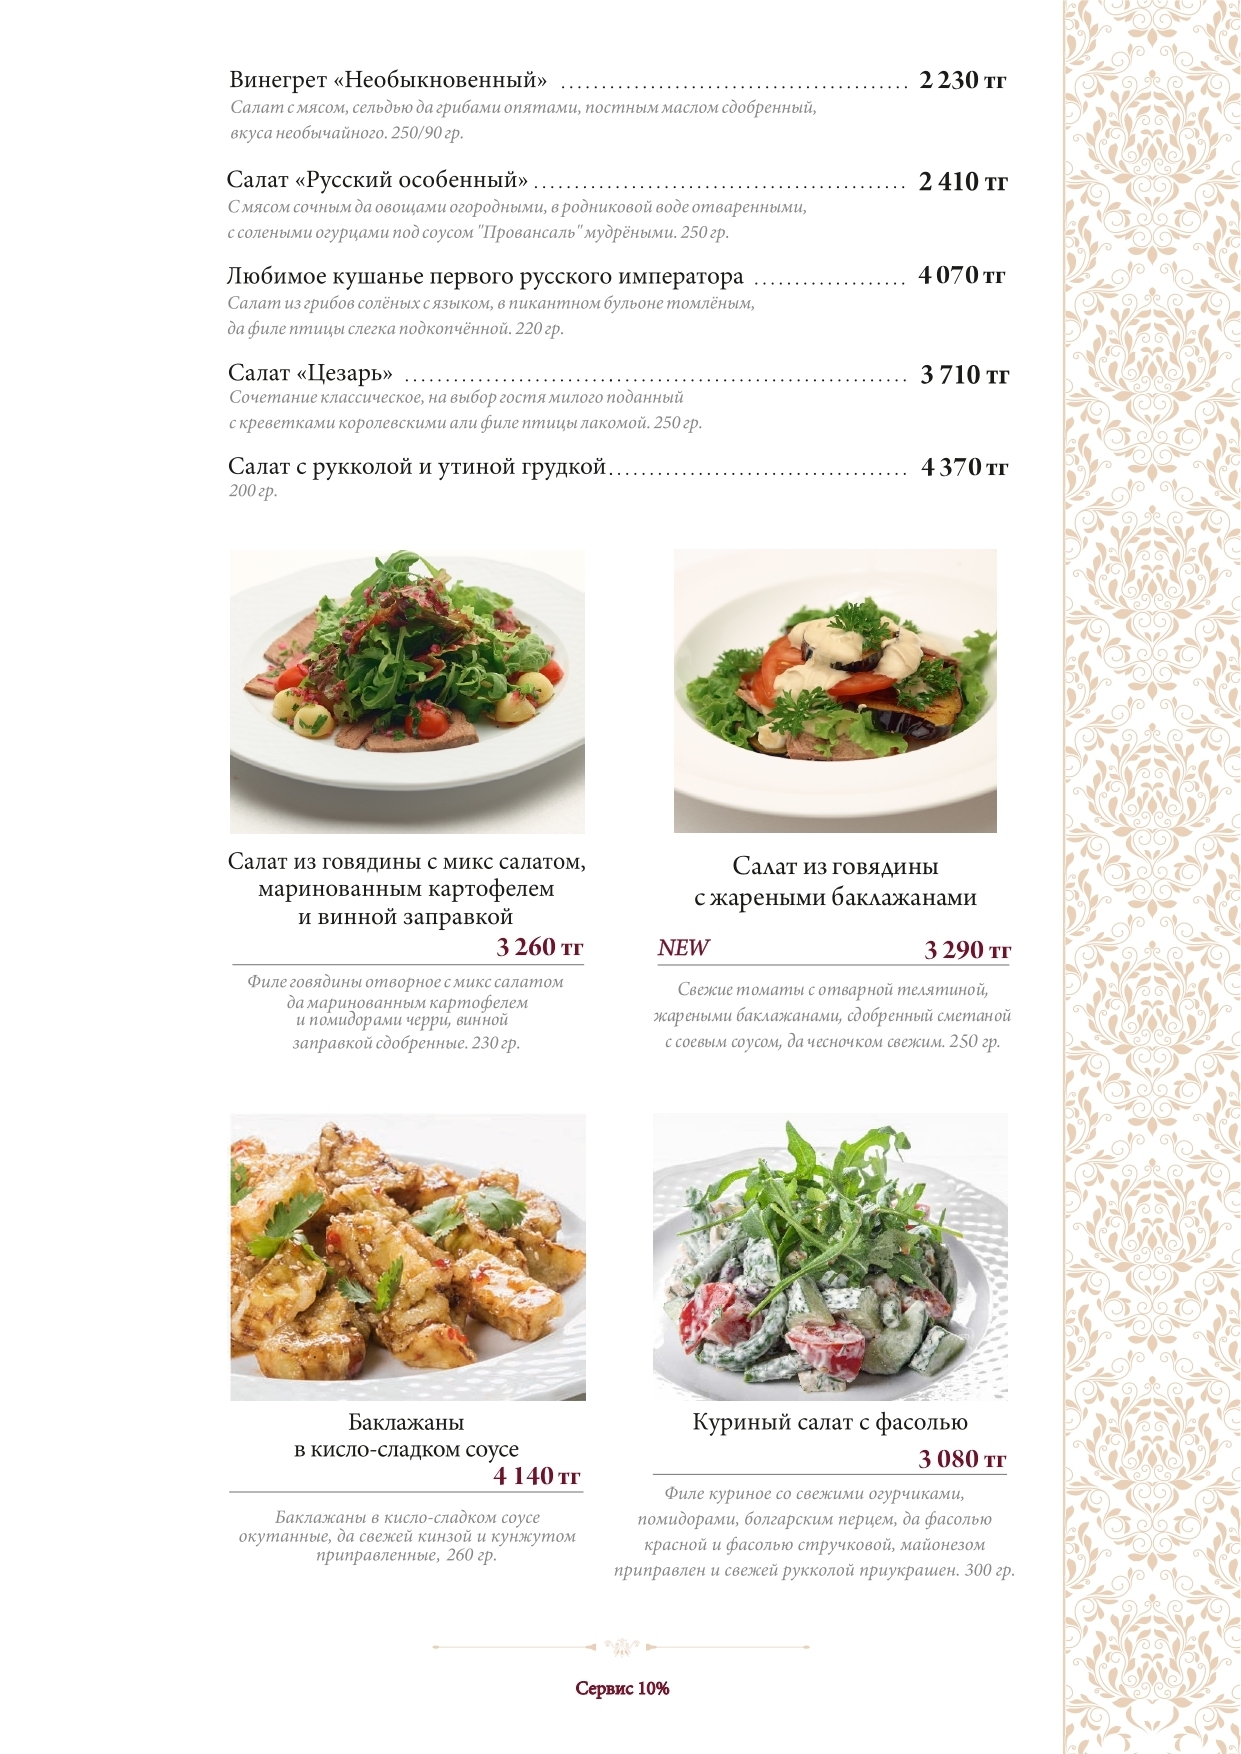 Винегрет «Необыкновенный» ........................................ 2 230 тг
Салат с мясом, сельдью да грибами опятами, постным маслом сдобренный,
вкуса необычайного. 250/90 гр.
Салат «Русский особенный» ........................................ 2 410 тг
С мясом сочным да овощами огородными, в родниковой воде отваренными,
с солеными огурцами под соусом "Провансаль" мудрёными. 250 гр.
Любимое кушанье первого русского императора ................... 4 070 тг
Салат из грибов солёных с языком, в пикантном бульоне томлёным,
да филе птицы слегка подкопчённой. 220 гр.
Салат «Цезарь» ........................................................ 3 710 тг
Сочетание классическое, на выбор гостя милого поданный
с креветками королевскими али филе птицы лакомой. 250 гр.
Салат с рукколой и утиной грудкой.................................. 4 370 тг
200 гр.
Салат из говядины с микс салатом,
маринованным картофелем
и винной заправкой
3 260 тг
Филе говядины отворное с микс салатом
да маринованным картофелем
и помидорами черри, винной
заправкой сдобренные. 230 гр.
Салат из говядины
с жареными баклажанами
NEW 3 290 тг
Свежие томаты с отварной телятиной,
жареными баклажанами, сдобренный сметаной
с соевым соусом, да чесночком свежим. 250 гр.
Баклажаны
в кисло-сладком соусе
4 140 тг
Баклажаны в кисло-сладком соусе
окутанные, да свежей кинзой и кунжутом
приправленные, 260 гр.
Куриный салат с фасолью
3 080 тг
Филе куриное со свежими огурчиками,
помидорами, болгарским перцем, да фасолью
красной и фасолью стручковой, майонезом
приправлен и свежей рукколой приукрашен. 300 гр.
Сервис 10%